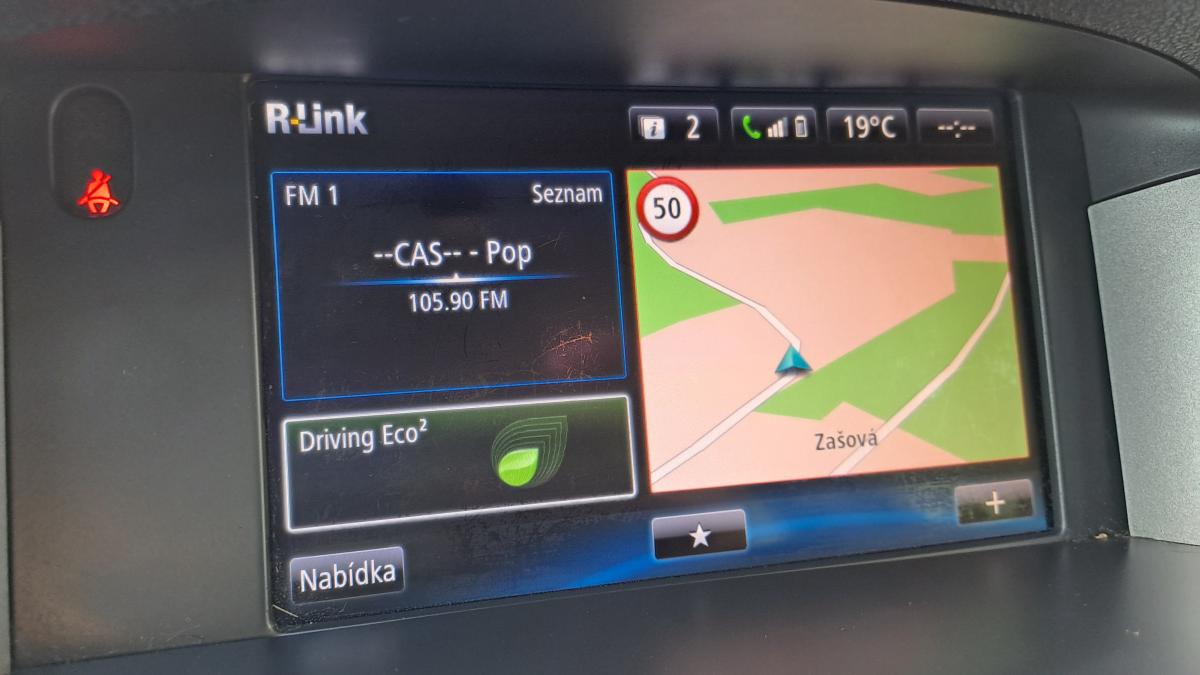 R-Link
2
19°C
--:--
FM 1
Seznam
--CAS-- - Pop
105.90 FM
50
Driving Eco²
Zašová
Nabídka